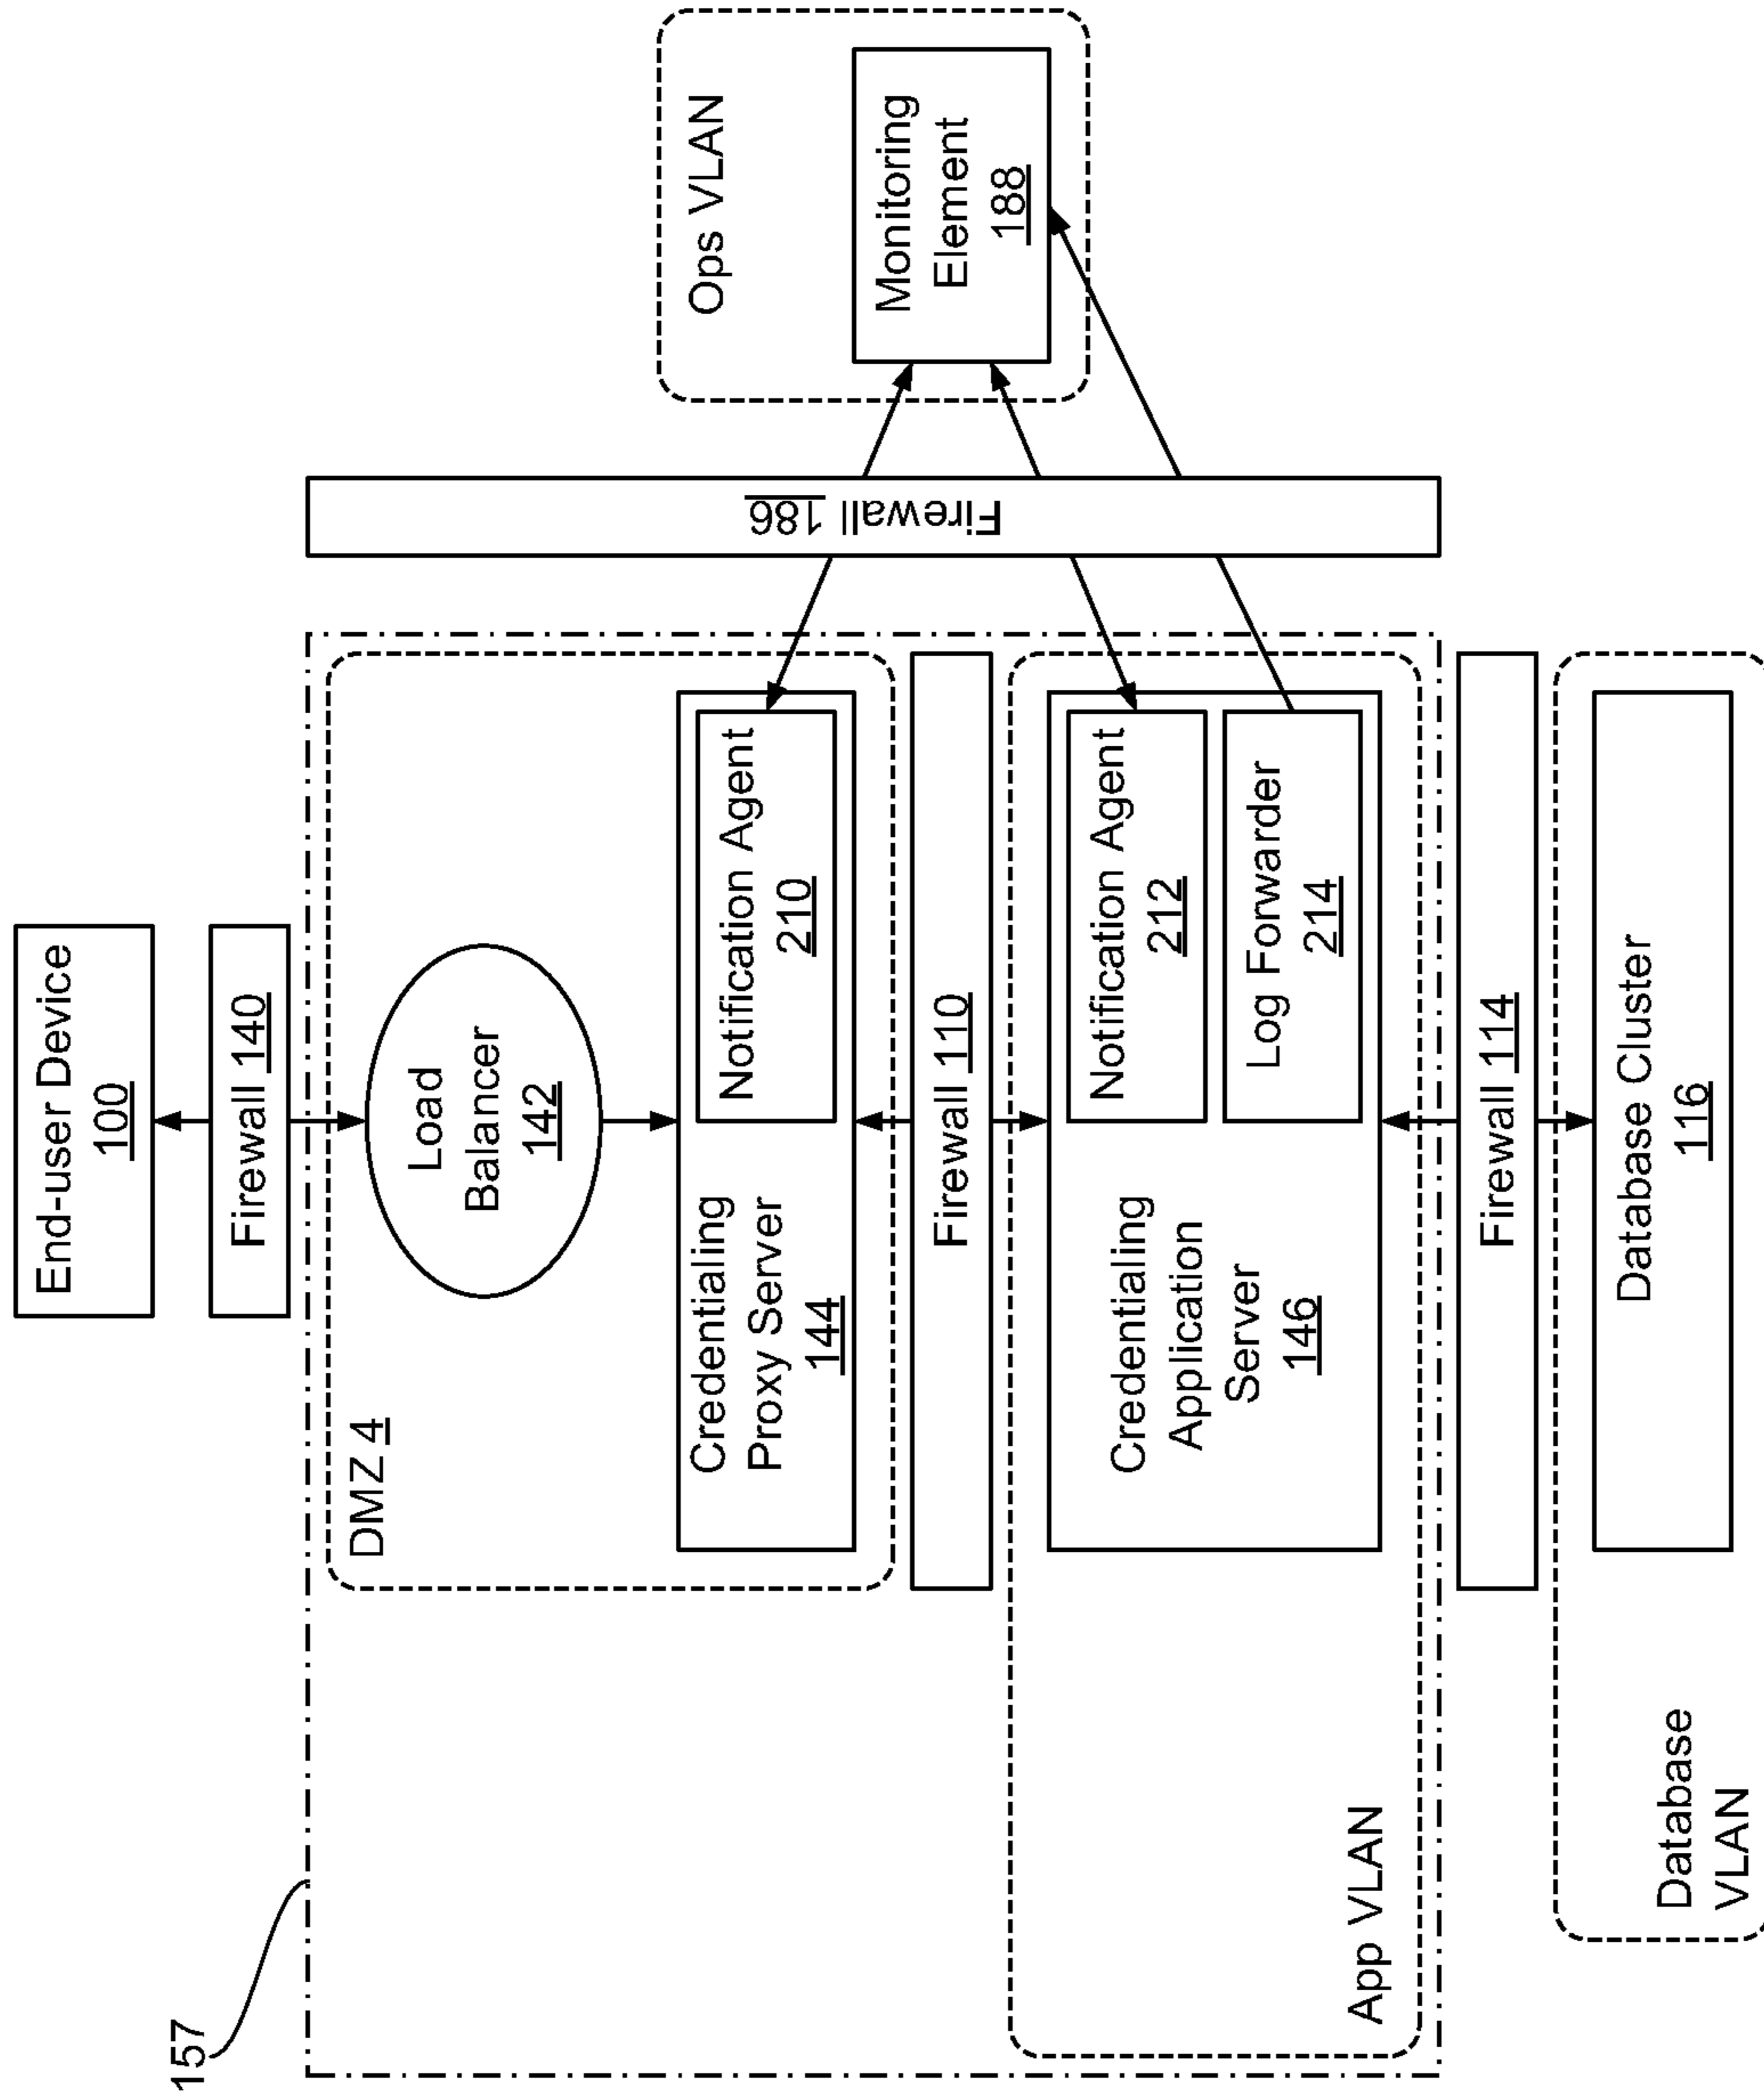 157
End-user Device
100
Firewall 140
DMZ 4
Load
Balancer
142
Credentialing
Proxy Server
144
Notification Agent
210
Firewall 110
Credentialing
Application
Server
146
Notification Agent
212
Log Forwarder
214
App VLAN
Firewall 114
Database Cluster
116
Database
VLAN
Firewall 186
Ops VLAN
Monitoring
Element
188